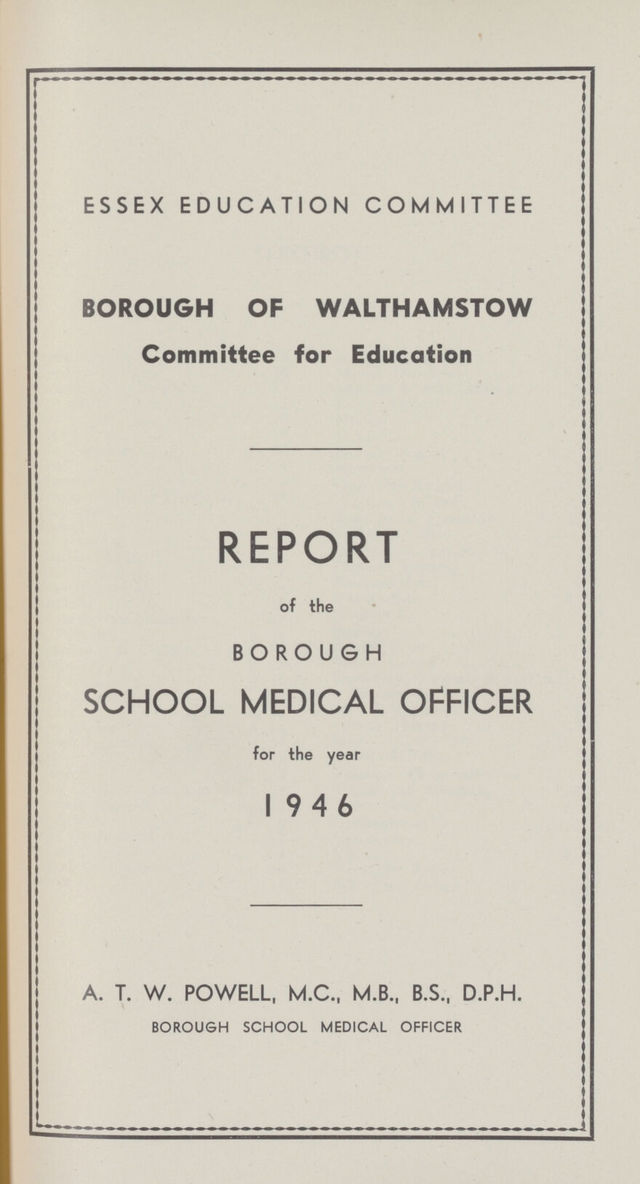 ESSEX EDUCATION COMMITTEE
BOROUGH OF WALTHAMSTOW
Committee for Education
REPORT
of the
BOROUGH
SCHOOL MEDICAL OFFICER
for the year
1946
A. T. W. POWELL, M.C., M.B., B.S., D.P.H.
BOROUGH SCHOOL MEDICAL OFFICER